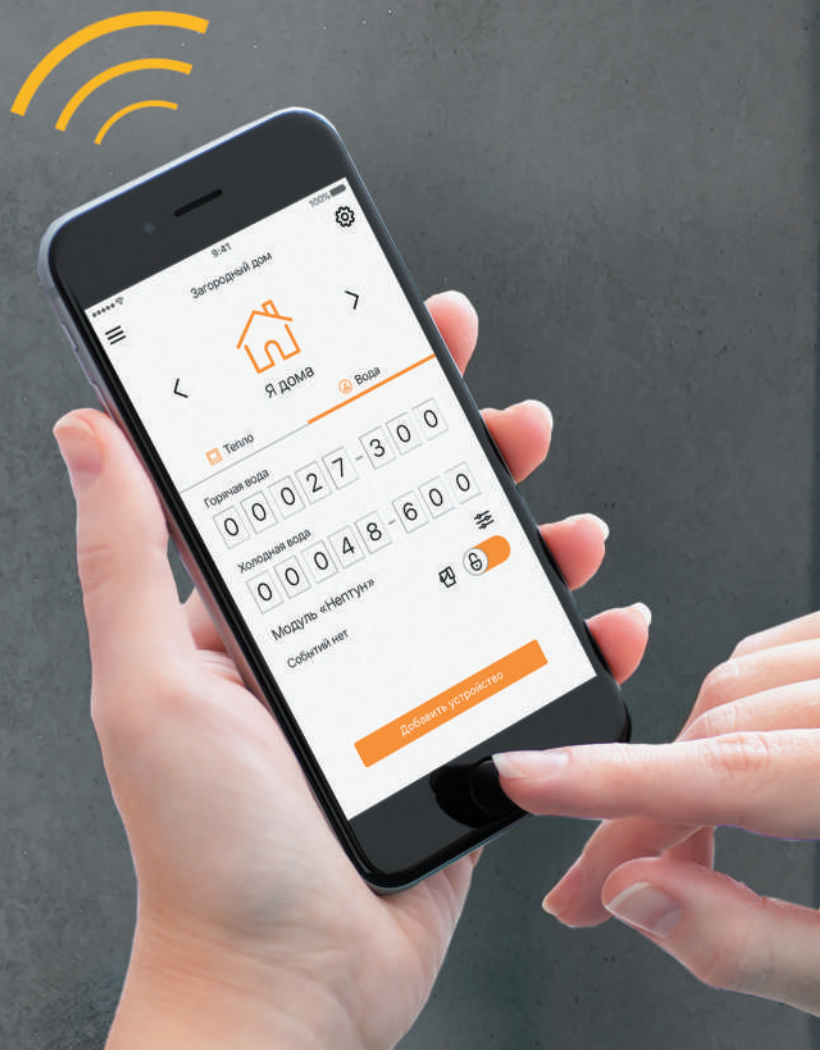 100%
9:41
Загородный дом
Я дома
Тепло
Вода
Горячая вода
00027-300
Холодная вода
00048-600
Модуль «Нептун»
Событий нет
Добавить устройство